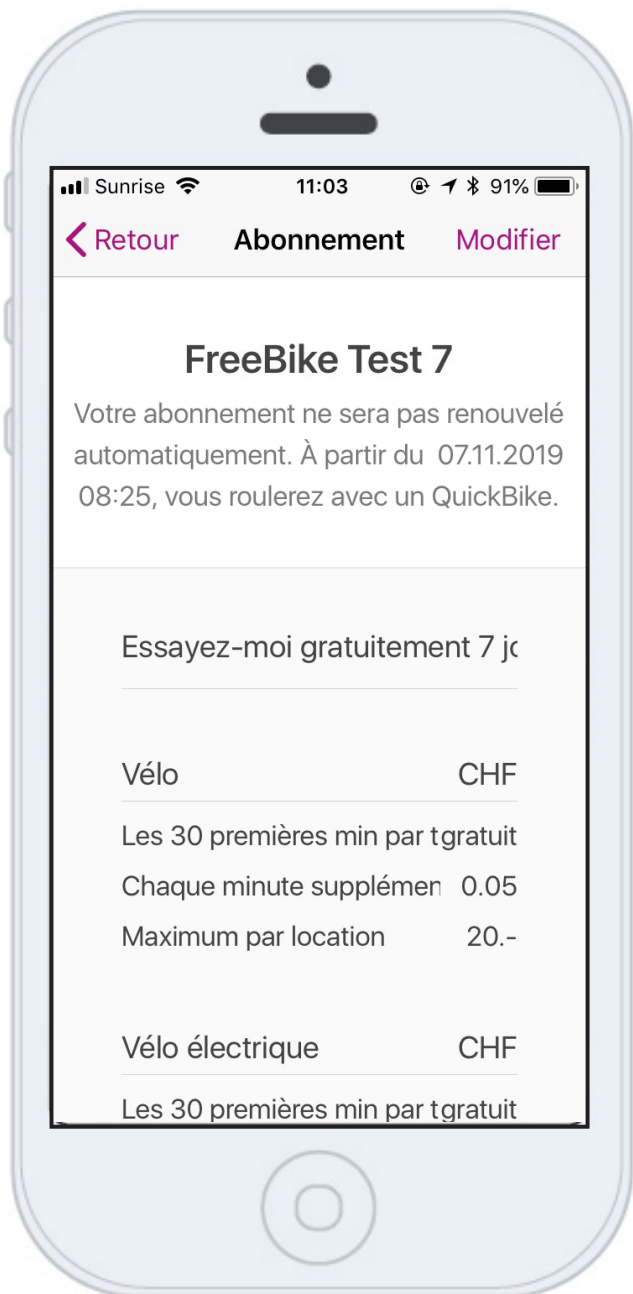 Sunrise 11:03 91%
Retour Abonnement Modifier
FreeBike Test 7
Votre abonnement ne sera pas renouvelé
automatiquement. À partir du 07.11.2019
08:25, vous roulerez avec un QuickBike.
Essayez-moi gratuitement 7 jo
Vélo CHF
Les 30 premières min par t gratuit
Chaque minute supplémen 0.05
Maximum par location 20.-
Vélo électrique CHF
Les 30 premières min par t gratuit